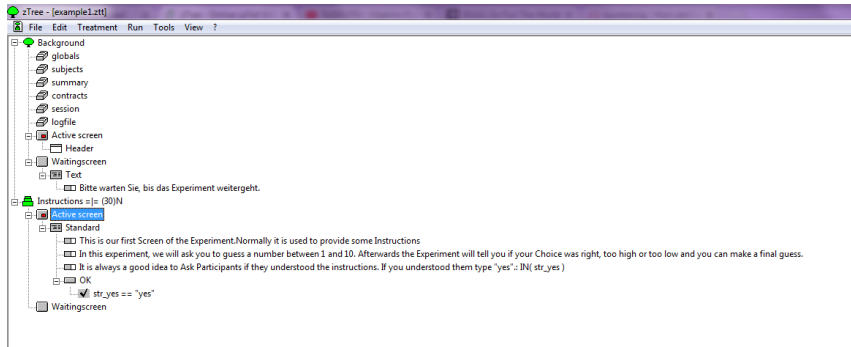 zTree - [example1.ztt]
File Edit Treatment Run Tools View ?
Background
globals
subjects
summary
contracts
session
logfile
Active screen
Header
Waitingscreen
Text
Bitte warten Sie, bis das Experiment weitergeht.
Instructions =|= (30)N
Active screen
Standard
This is our first Screen of the Experiment.Normally it is used to provide some Instructions
In this experiment, we will ask you to guess a number between 1 and 10. Afterwards the Experiment will tell you if your Choice was right, too high or too low and you can make a final guess.
It is always a good idea to Ask Participants if they understood the instructions. If you understood them type "yes".: IN( str_yes )
OK
str_yes == "yes"
Waitingscreen